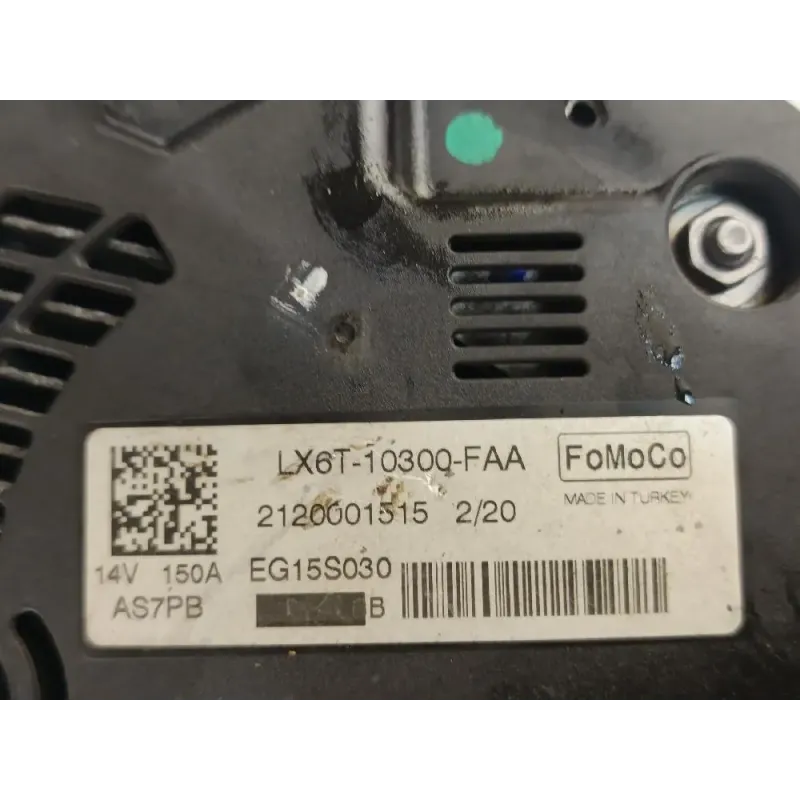 LX6T-10300-FAA FoMoCo
2120001515 2/20 MADE IN TURKEY
14V 150A EG15S030
AS7PB B